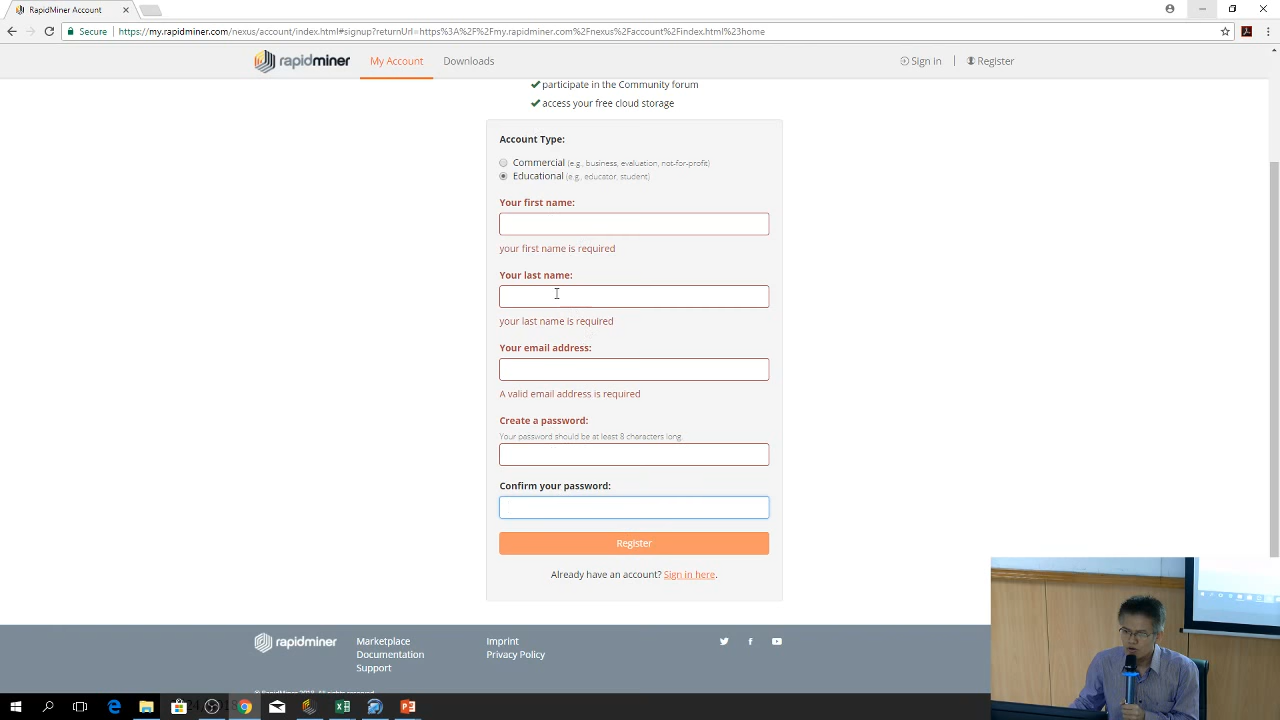 RapidMiner Account
Secure
https://my.rapidminer.com/nexus/account/index.html#signup?returnUrl=https%3A%2F%2Fmy.rapidminer.com%2Fnexus%2Faccount%2Findex.html%23home
rapidminer
My Account
Downloads
Sign in
Register
participate in the Community forum
access your free cloud storage
Account Type:
Commercial (e.g., business, evaluation, not-for-profit)
Educational (e.g., educator, student)
Your first name:
your first name is required
Your last name:
your last name is required
Your email address:
A valid email address is required
Create a password:
Your password should be at least 8 characters long
Confirm your password:
Register
Already have an account? Sign in here.
rapidminer
Marketplace
Documentation
Support
Imprint
Privacy Policy
© RapidMiner 2018. All rights reserved.